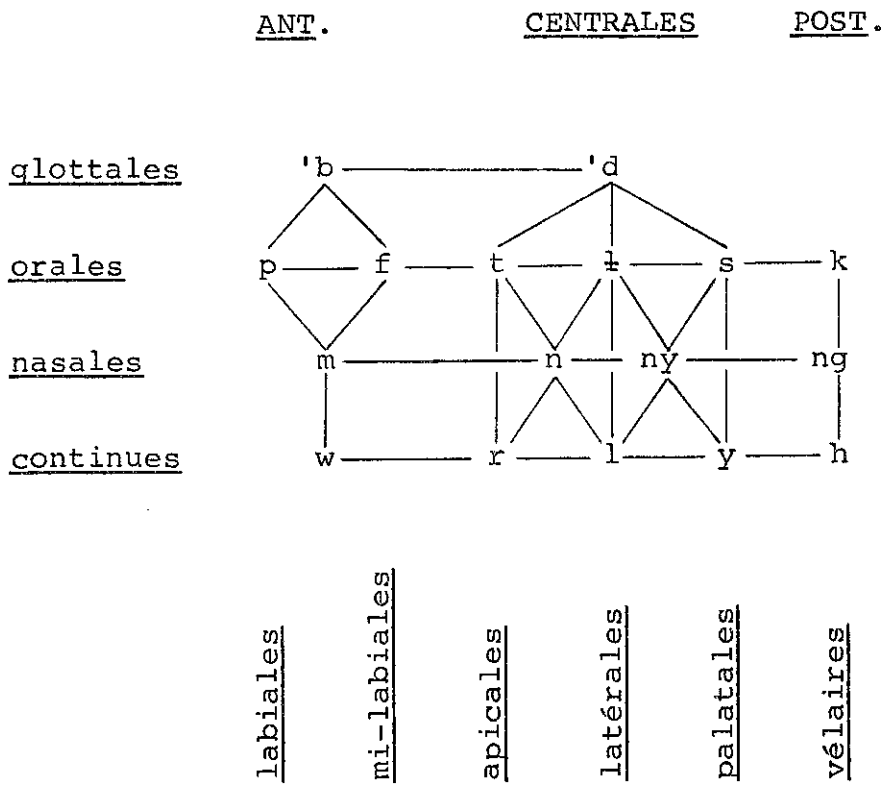 ANT. CENTRALES POST.
glottales 'b 'd
orales p f t ɫ s k
nasales m n ny ng
continues w r l y h
labiales mi-labiales apicales latérales palatales vélaires